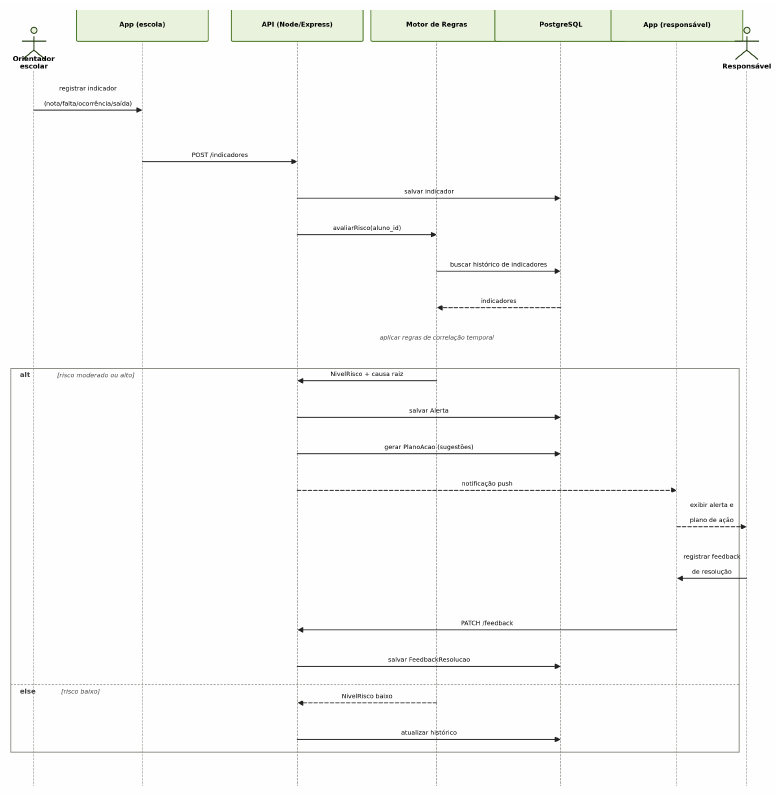 App (escola)
API (Node/Express)
Motor de Regras
PostgreSQL
App (responsável)
Orientador
escolar
Responsável
registrar indicador
(nota/falta/ocorrência/saída)
POST /indicadores
salvar indicador
avaliarRisco(aluno_id)
buscar histórico de indicadores
indicadores
aplicar regras de correlação temporal
alt
[risco moderado ou alto]
NivelRisco + causa raiz
salvar Alerta
gerar PlanoAcao (sugestões)
notificação push
exibir alerta e
plano de ação
registrar feedback
de resolução
PATCH /feedback
salvar FeedbackResolucao
else
[risco baixo]
NivelRisco baixo
atualizar histórico